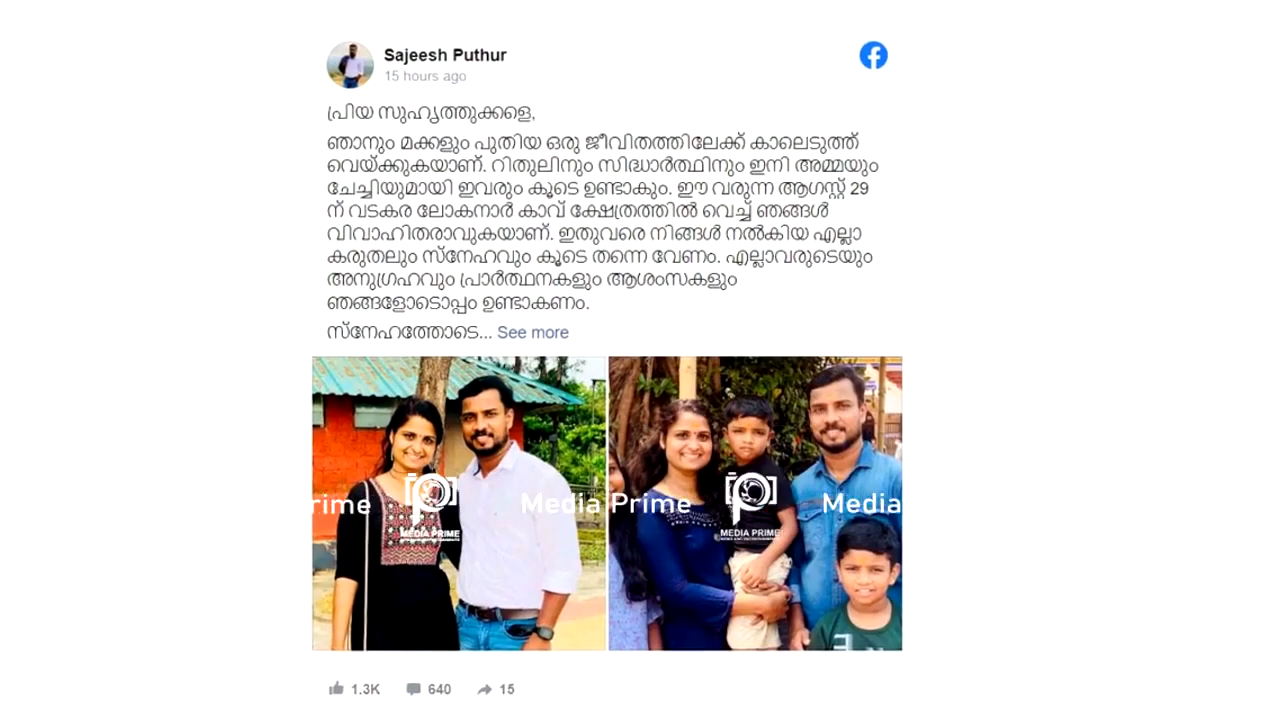 Sajeesh Puthur
15 hours ago
പ്രിയ സുഹൃത്തുക്കളെ,
ഞാനും മക്കളും പുതിയ ഒരു ജീവിതത്തിലേക്ക് കാലെടുത്ത്
വെയ്ക്കുകയാണ്. റിതുലിനും സിദ്ധാർത്ഥിനും ഇനി അമ്മയും
ചേച്ചിയുമായി ഇവരും കൂടെ ഉണ്ടാകും. ഈ വരുന്ന ആഗസ്റ്റ് 29
ന് വടകര ലോകനാർ കാവ് ക്ഷേത്രത്തിൽ വെച്ച് ഞങ്ങൾ
വിവാഹിതരാവുകയാണ്. ഇതുവരെ നിങ്ങൾ നൽകിയ എല്ലാ
കരുതലും സ്നേഹവും കൂടെ തന്നെ വേണം. എല്ലാവരുടെയും
അനുഗ്രഹവും പ്രാർത്ഥനകളും ആശംസകളും
ഞങ്ങളോടൊപ്പം ഉണ്ടാകണം.
സ്നേഹത്തോടെ... See more
rime Media Prime Media
MEDIA PRIME MEDIA PRIME
1.3K 640 15